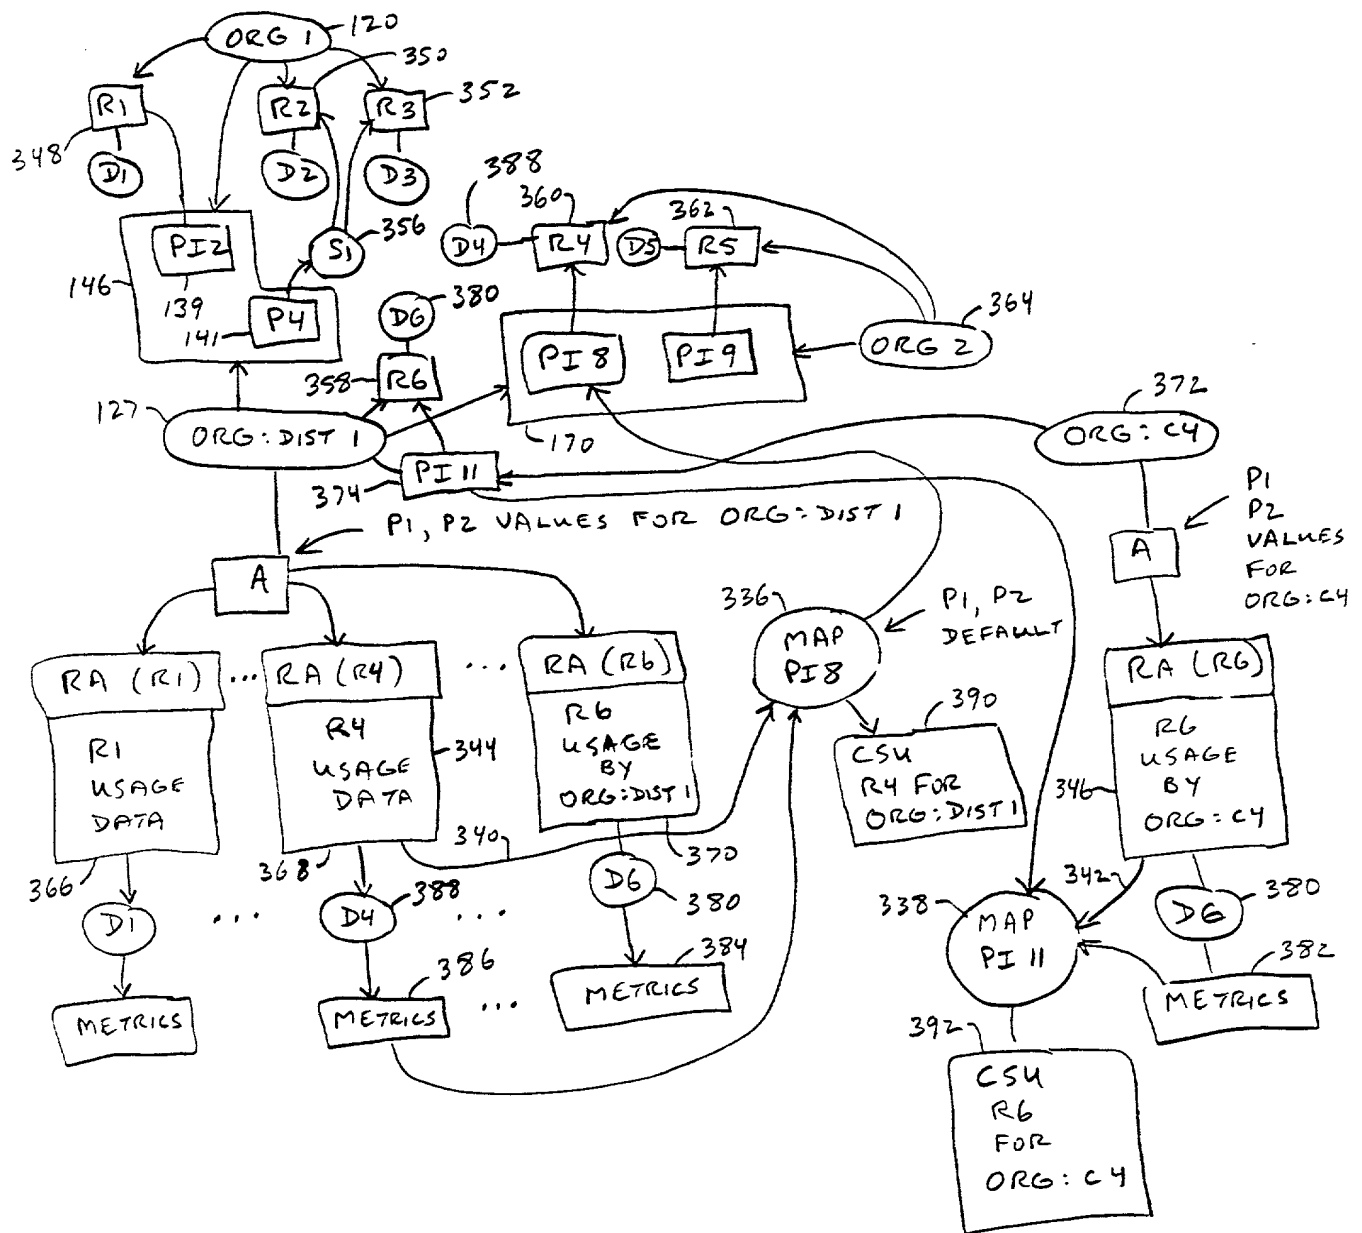 ORG 1
120
350
R1
R2
R3
352
348
D1
D2
D3
388
360
362
356
S1
D4
R4
D5
R5
PI2
146
139
141
P4
380
D6
364
PI 8
PI 9
ORG 2
358
R6
127
372
ORG: DIST 1
170
ORG: C4
374
PI 11
P1, P2 VALUES FOR ORG: DIST 1
P1
P2
VALUES
FOR
ORG: C4
A
A
336
P1, P2
DEFAULT
MAP
PI 8
RA (R1)
...
RA (R4)
...
RA (R6)
RA (R6)
R1
USAGE
DATA
R4
USAGE
DATA
344
R6
USAGE
BY
ORG: DIST 1
390
CSU
R4 FOR
ORG: DIST 1
R6
USAGE
BY
ORG: C4
346
340
366
368
370
342
D1
...
D4
388
...
D6
380
338
MAP
PI 11
D6
380
METRICS
386
METRICS
...
384
METRICS
382
METRICS
392
CSU
R6
FOR
ORG: C4